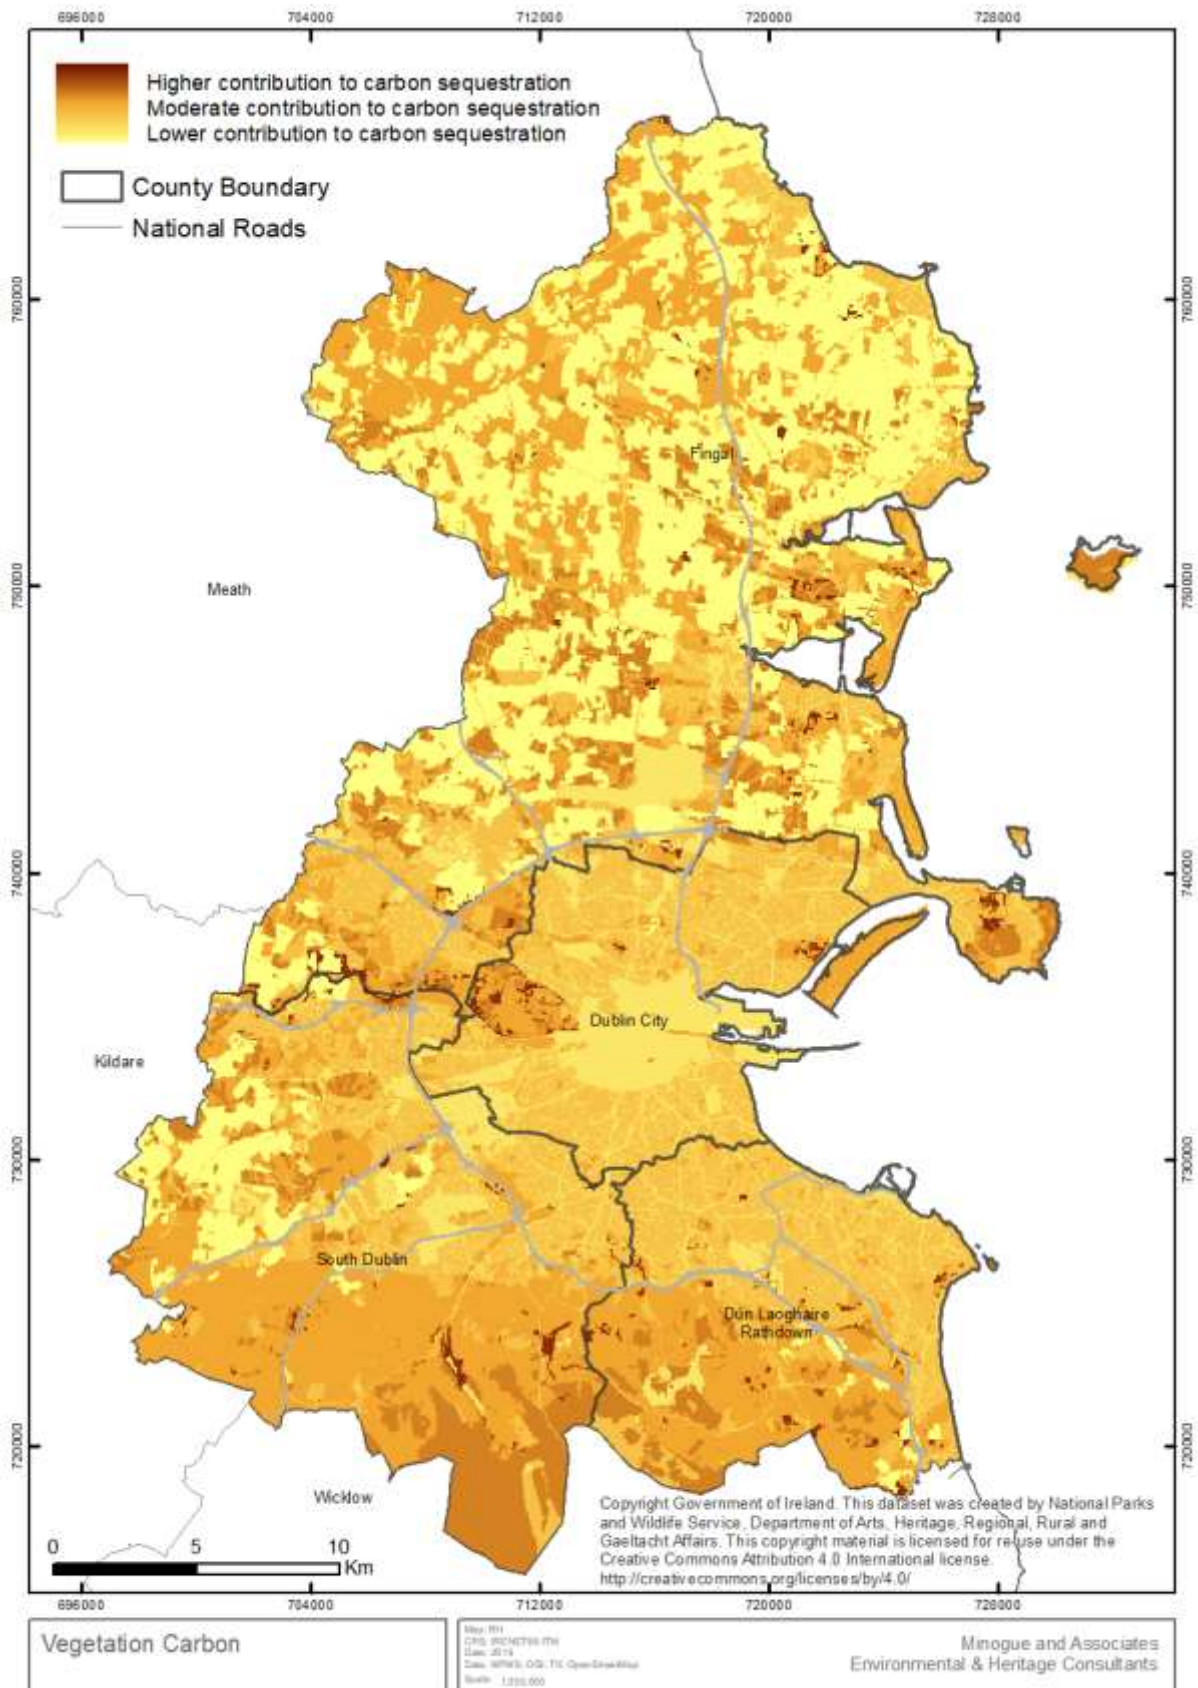 696000 704000 712000 720000 728000
Higher contribution to carbon sequestration
Moderate contribution to carbon sequestration
Lower contribution to carbon sequestration
County Boundary
National Roads
760000 760000
Fingal
750000 750000
Meath
740000 740000
Dublin City
Kildare
730000 730000
South Dublin
Dún Laoghaire
Rathdown
720000 720000
Wicklow
Copyright Government of Ireland. This dataset was created by National Parks
and Wildlife Service, Department of Arts, Heritage, Regional, Rural and
Gaeltacht Affairs. This copyright material is licensed for re-use under the
Creative Commons Attribution 4.0 International license.
http://creativecommons.org/licenses/by/4.0/
0 5 10
Km
696000 704000 712000 720000 728000
Vegetation Carbon
Minogue and Associates
Environmental & Heritage Consultants